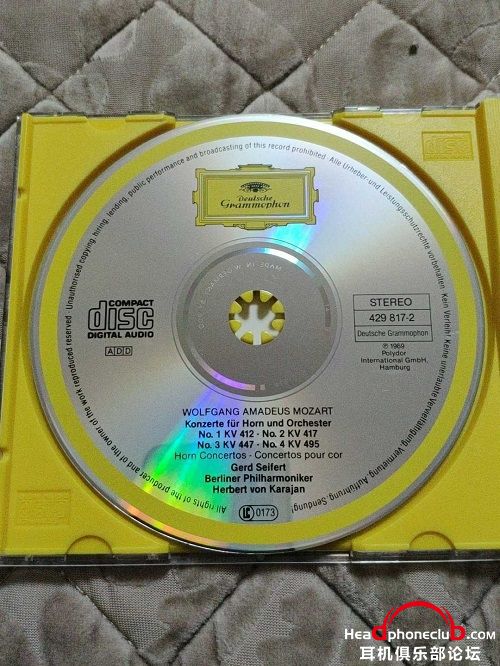 Unauthorised copying, hiring, lending, public performance and broadcasting of this record prohibited · Alle Urheber- und Leistungsschutzrechte vorbehalten · Kein Verleih! Keine unerlaubte Vervielfältigung, Vermietung, Aufführung, Sendung!
All rights of the producer and of the owner of the work reproduced reserved
Deutsche
Grammophon
MADE IN W. GERMANY
COMPACT
disc
DIGITAL AUDIO
ADD
STEREO
429 817-2
Deutsche Grammophon
℗ 1969
Polydor
International GmbH,
Hamburg
WOLFGANG AMADEUS MOZART
Konzerte für Horn und Orchester
No. 1 KV 412 · No. 2 KV 417
No. 3 KV 447 · No. 4 KV 495
Horn Concertos · Concertos pour cor
Gerd Seifert
Berliner Philharmoniker
Herbert von Karajan
LC 0173
Headphoneclub.com
耳机俱乐部论坛